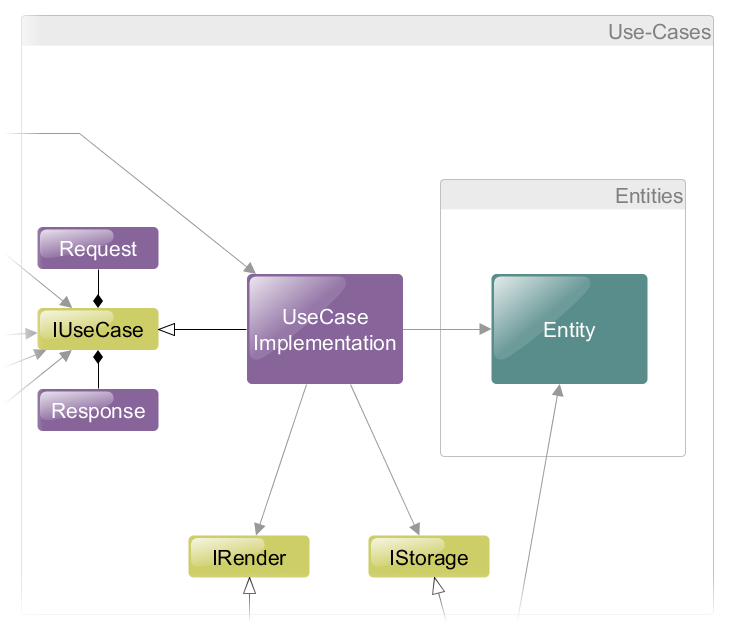 Use-Cases
Entities
Request
IUseCase
Response
UseCase
Implementation
Entity
IRender
IStorage